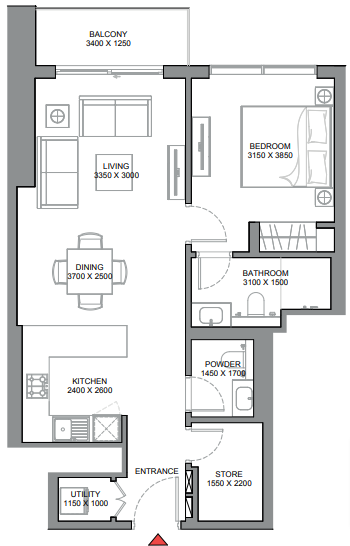 BALCONY
3400 X 1250
BEDROOM
3150 X 3850
LIVING
3350 X 3000
DINING
3700 X 2500
BATHROOM
3100 X 1500
POWDER
1450 X 1700
KITCHEN
2400 X 2600
ENTRANCE
STORE
1550 X 2200
UTILITY
1150 X 1000